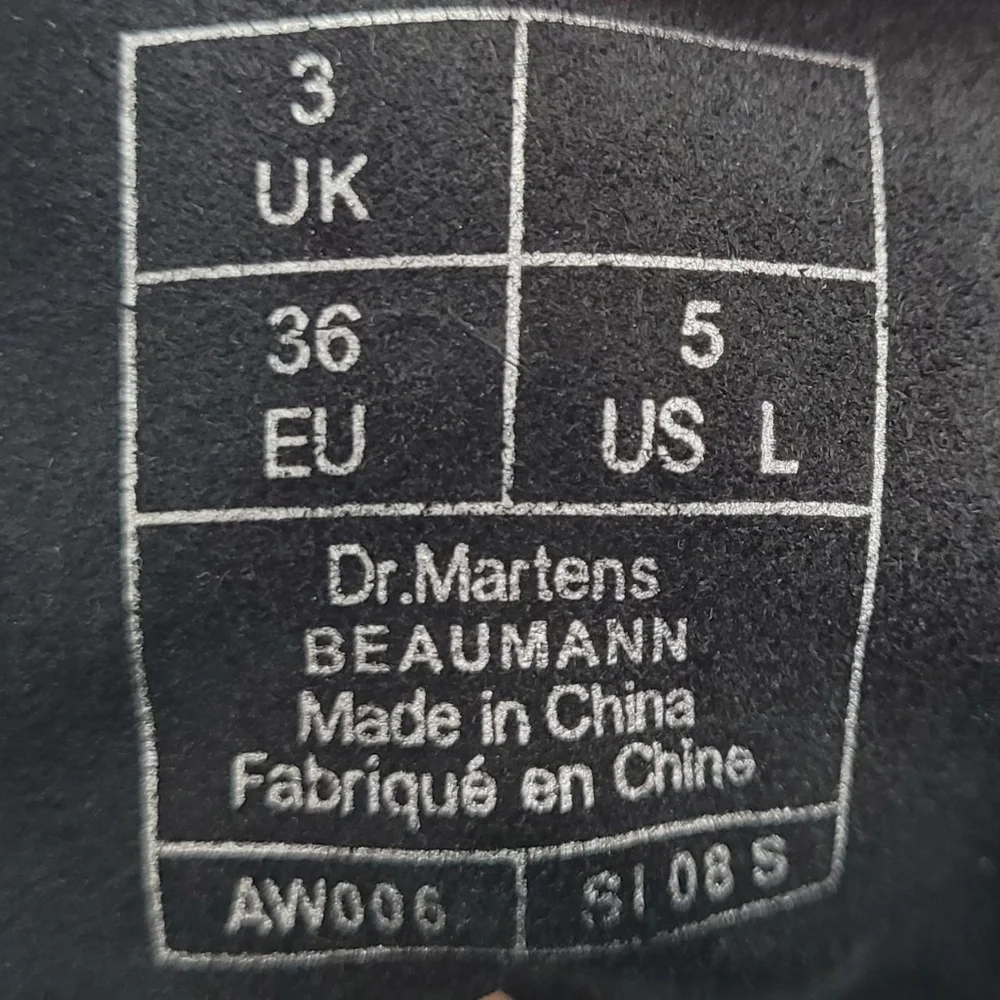 3
UK
36
EU
5
US L
Dr.Martens
BEAUMANN
Made in China
Fabriqué en Chine
AW006
SI 08 S